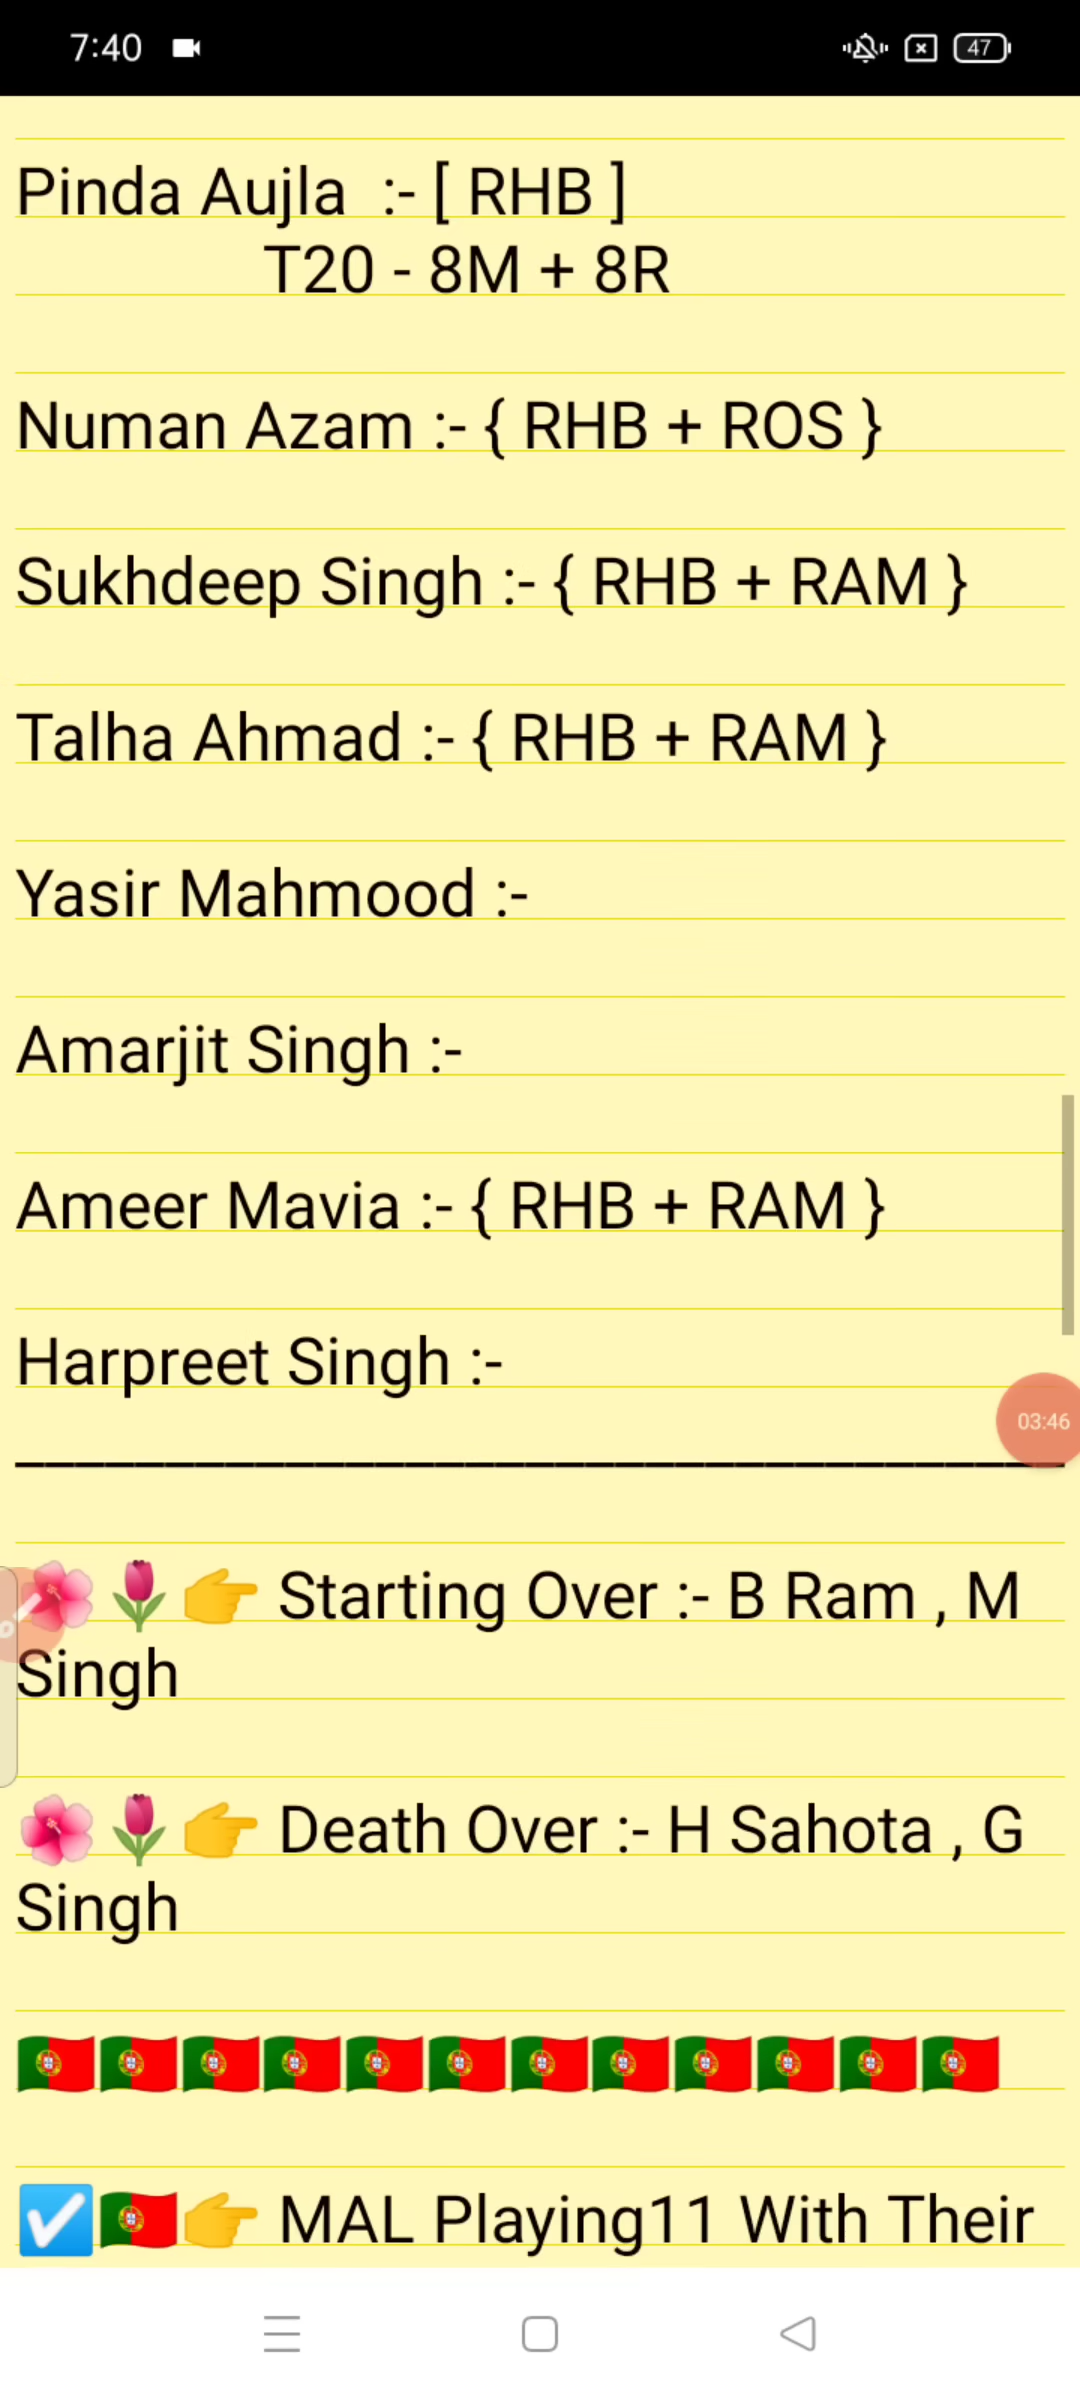 7:40
47
Pinda Aujla :- [ RHB ]
T20 - 8M + 8R
Numan Azam :- { RHB + ROS }
Sukhdeep Singh :- { RHB + RAM }
Talha Ahmad :- { RHB + RAM }
Yasir Mahmood :-
Amarjit Singh :-
Ameer Mavia :- { RHB + RAM }
Harpreet Singh :-
03:46
🌺🌷👉 Starting Over :- B Ram , M
Singh
🌺🌷👉 Death Over :- H Sahota , G
Singh
🇵🇹🇵🇹🇵🇹🇵🇹🇵🇹🇵🇹🇵🇹🇵🇹🇵🇹🇵🇹🇵🇹🇵🇹
☑️🇵🇹👉 MAL Playing11 With Their